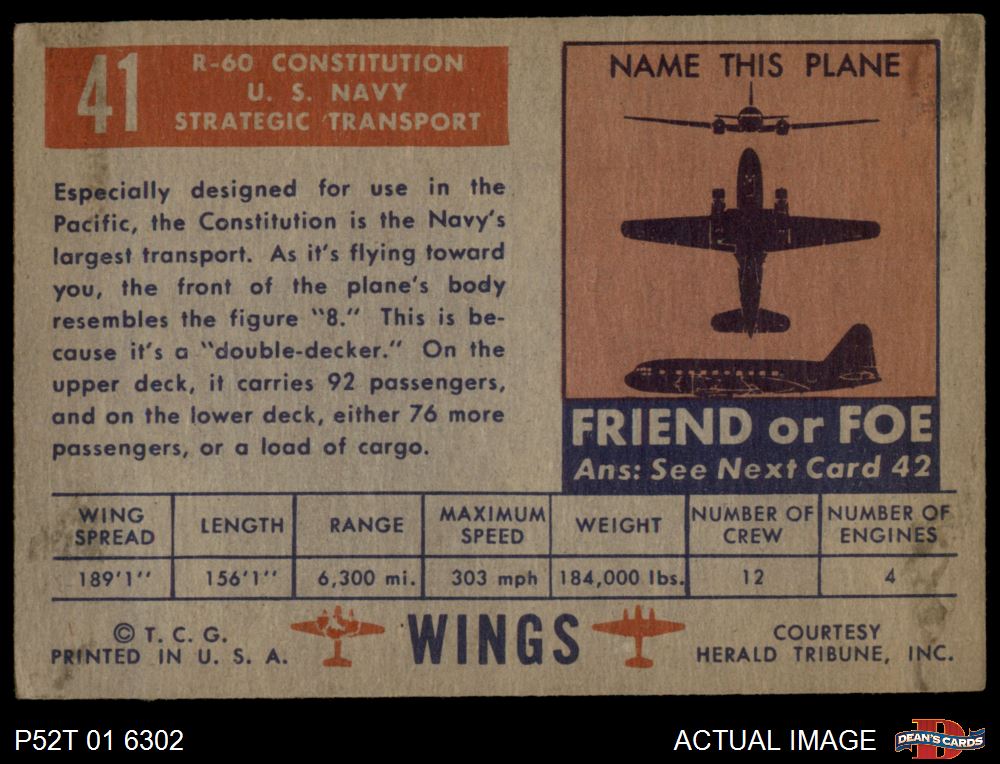 41
R-60 CONSTITUTION
U. S. NAVY
STRATEGIC TRANSPORT
Especially designed for use in the
Pacific, the Constitution is the Navy's
largest transport. As it's flying toward
you, the front of the plane's body
resembles the figure "8." This is be-
cause it's a "double-decker." On the
upper deck, it carries 92 passengers,
and on the lower deck, either 76 more
passengers, or a load of cargo.
NAME THIS PLANE
FRIEND or FOE
Ans: See Next Card 42
WING SPREAD
LENGTH
RANGE
MAXIMUM SPEED
WEIGHT
NUMBER OF CREW
NUMBER OF ENGINES
189'1"
156'1"
6,300 mi.
303 mph
184,000 lbs.
12
4
© T. C. G.
PRINTED IN U. S. A.
WINGS
COURTESY
HERALD TRIBUNE, INC.
P52T 01 6302
ACTUAL IMAGE
D
DEAN'S CARDS